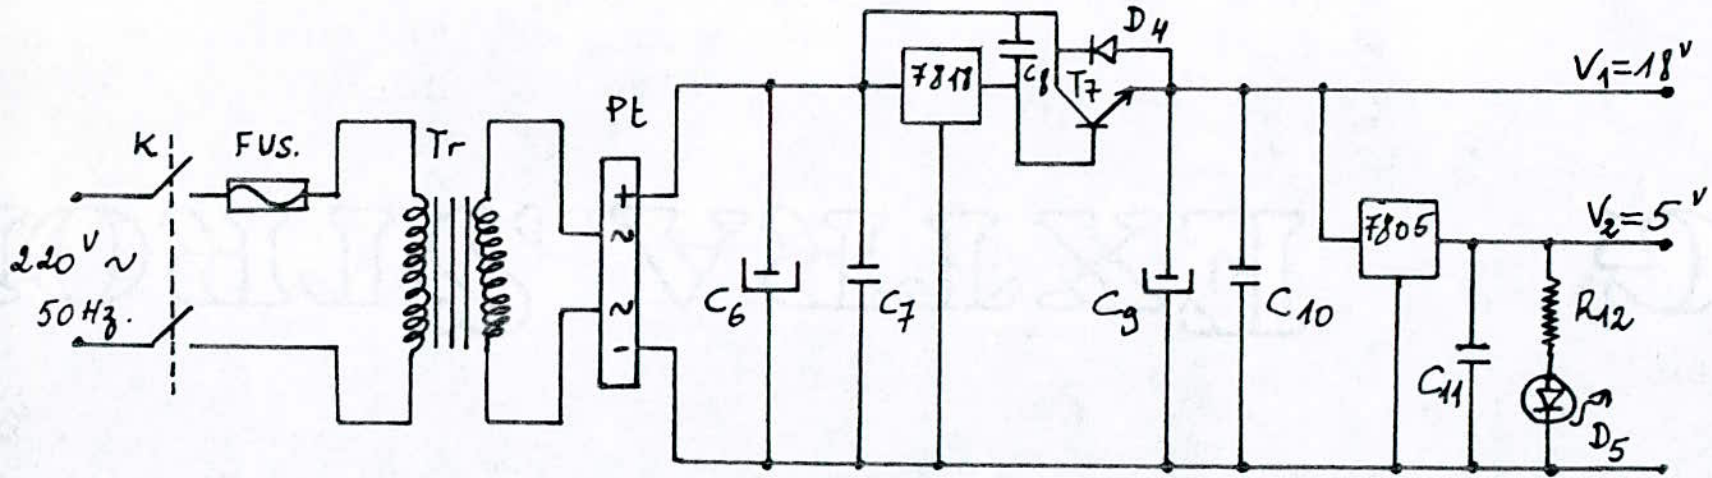 K
FUS.
Tr
220V ~
50Hz.
Pt
+
~
~
-
C6
C7
7818
C8
T7
D4
C9
C10
V1=18V
7805
V2=5V
C11
R12
D5